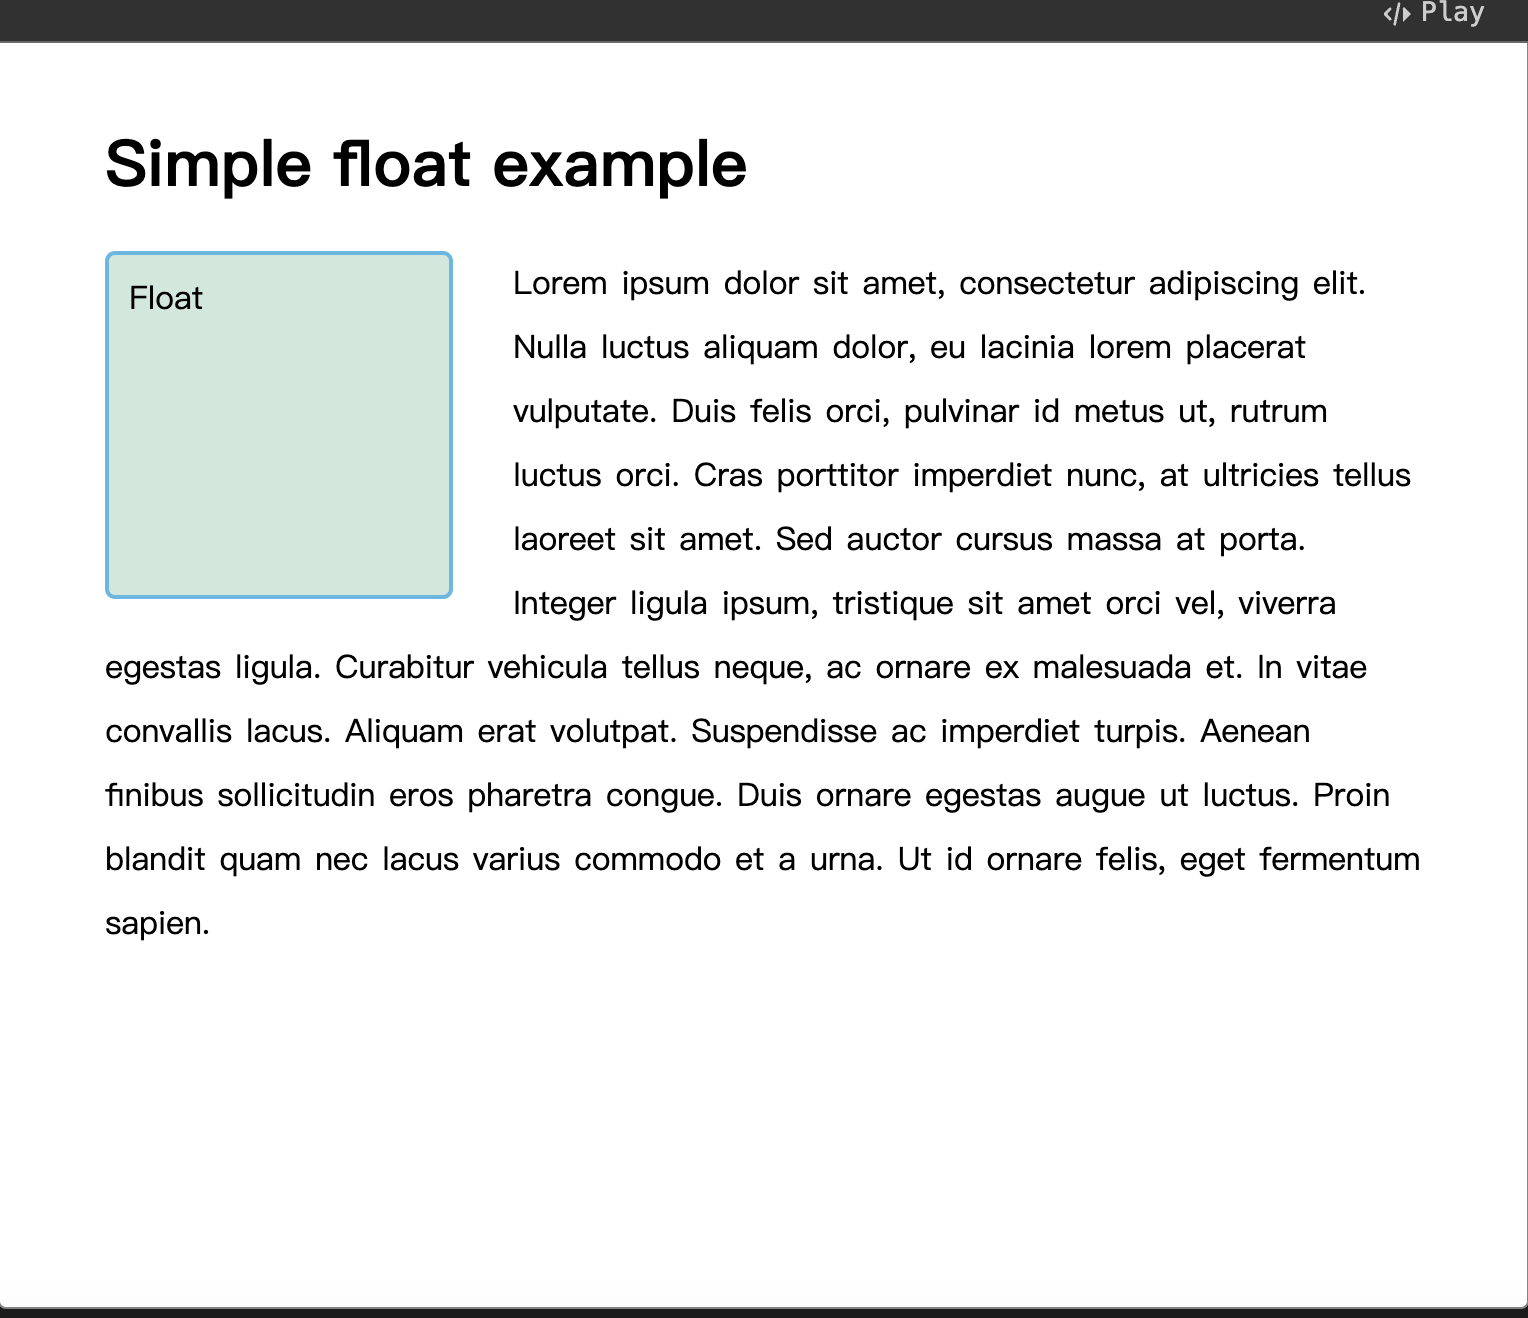 Play
Simple float example
Float
Lorem ipsum dolor sit amet, consectetur adipiscing elit.
Nulla luctus aliquam dolor, eu lacinia lorem placerat
vulputate. Duis felis orci, pulvinar id metus ut, rutrum
luctus orci. Cras porttitor imperdiet nunc, at ultricies tellus
laoreet sit amet. Sed auctor cursus massa at porta.
Integer ligula ipsum, tristique sit amet orci vel, viverra
egestas ligula. Curabitur vehicula tellus neque, ac ornare ex malesuada et. In vitae
convallis lacus. Aliquam erat volutpat. Suspendisse ac imperdiet turpis. Aenean
finibus sollicitudin eros pharetra congue. Duis ornare egestas augue ut luctus. Proin
blandit quam nec lacus varius commodo et a urna. Ut id ornare felis, eget fermentum
sapien.